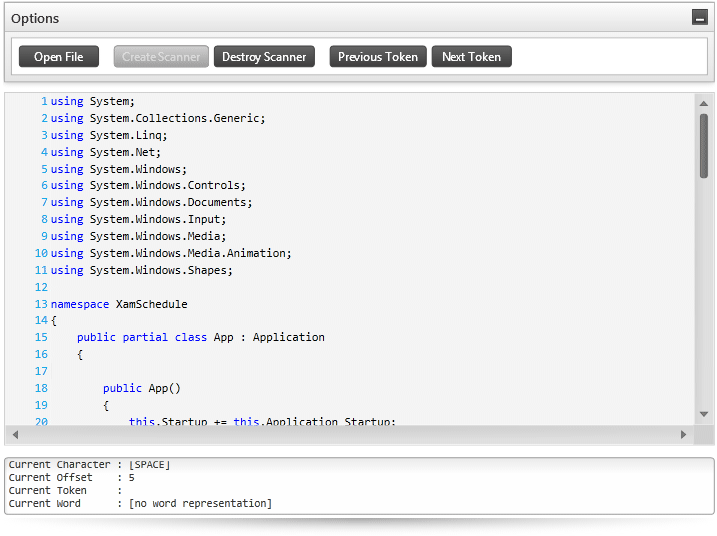 Options
Open File Create Scanner Destroy Scanner Previous Token Next Token
1 using System;
2 using System.Collections.Generic;
3 using System.Linq;
4 using System.Net;
5 using System.Windows;
6 using System.Windows.Controls;
7 using System.Windows.Documents;
8 using System.Windows.Input;
9 using System.Windows.Media;
10 using System.Windows.Media.Animation;
11 using System.Windows.Shapes;
12
13 namespace XamSchedule
14 {
15     public partial class App : Application
16     {
17
18         public App()
19         {
20             this.Startup += this.Application_Startup;
Current Character : [SPACE]
Current Offset    : 5
Current Token     :
Current Word      : [no word representation]